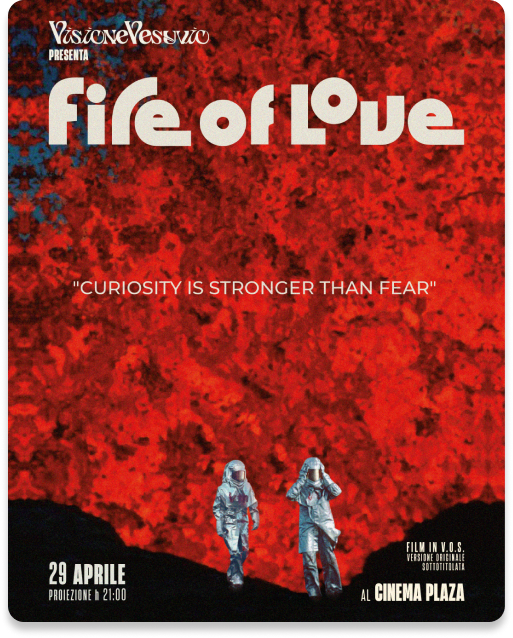 VISIONEVESUVIO
PRESENTA
Fire of Love
"CURIOSITY IS STRONGER THAN FEAR"
FILM IN V.O.S.
VERSIONE ORIGINALE
SOTTOTITOLATA
29 APRILE
PROIEZIONE h 21:00
AL CINEMA PLAZA